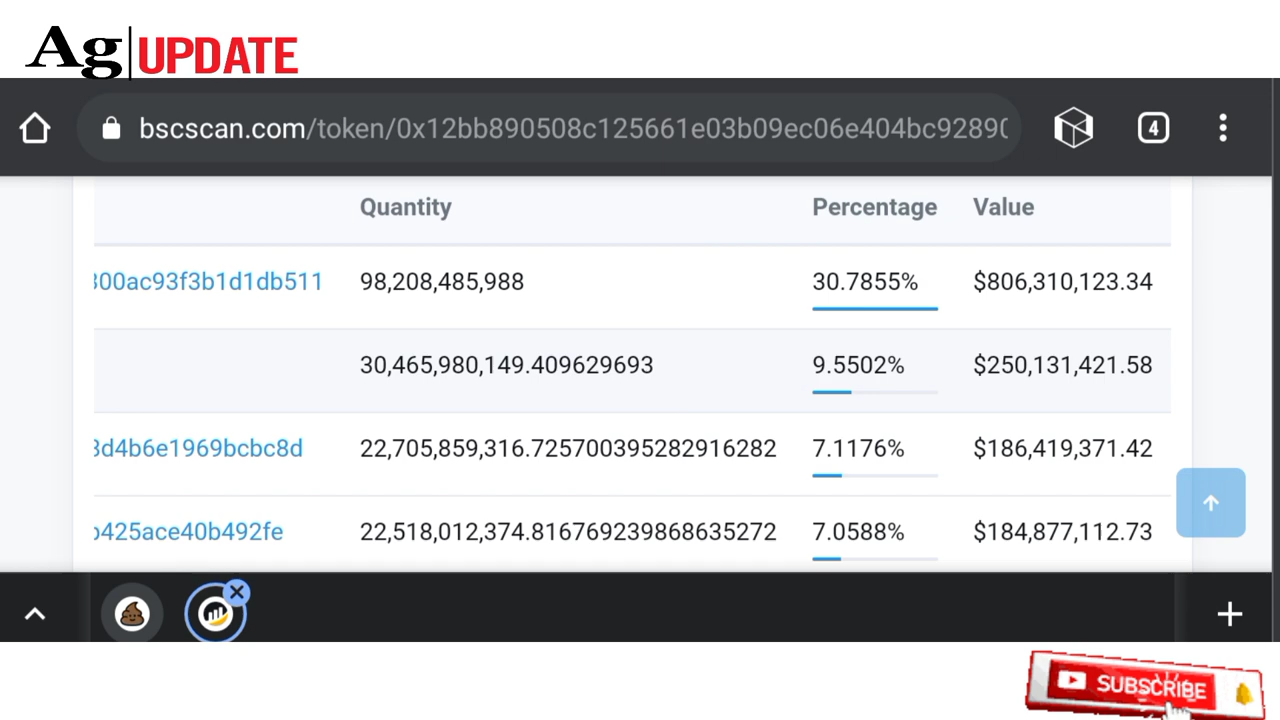 Ag|UPDATE
bscscan.com/token/0x12bb890508c125661e03b09ec06e404bc9289
4
Quantity Percentage Value
300ac93f3b1d1db511 98,208,485,988 30.7855% $806,310,123.34
30,465,980,149.409629693 9.5502% $250,131,421.58
3d4b6e1969bcbc8d 22,705,859,316.725700395282916282 7.1176% $186,419,371.42
b425ace40b492fe 22,518,012,374.816769239868635272 7.0588% $184,877,112.73
SUBSCRIBE